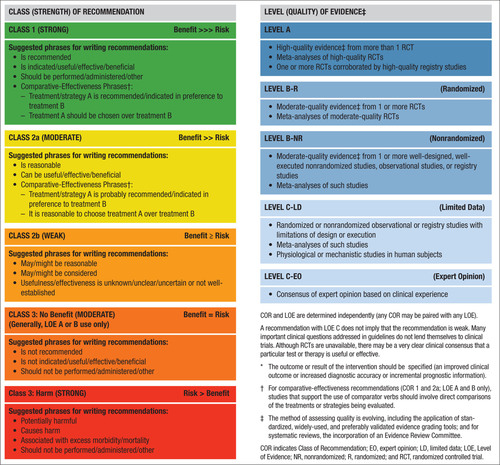 CLASS (STRENGTH) OF RECOMMENDATION
CLASS 1 (STRONG) Benefit >>> Risk
Suggested phrases for writing recommendations:
• Is recommended
• Is indicated/useful/effective/beneficial
• Should be performed/administered/other
• Comparative-Effectiveness Phrases†:
– Treatment/strategy A is recommended/indicated in preference to
treatment B
– Treatment A should be chosen over treatment B
CLASS 2a (MODERATE) Benefit >> Risk
Suggested phrases for writing recommendations:
• Is reasonable
• Can be useful/effective/beneficial
• Comparative-Effectiveness Phrases†:
– Treatment/strategy A is probably recommended/indicated in
preference to treatment B
– It is reasonable to choose treatment A over treatment B
CLASS 2b (WEAK) Benefit ≥ Risk
Suggested phrases for writing recommendations:
• May/might be reasonable
• May/might be considered
• Usefulness/effectiveness is unknown/unclear/uncertain or not well-
established
CLASS 3: No Benefit (MODERATE) Benefit = Risk
(Generally, LOE A or B use only)
Suggested phrases for writing recommendations:
• Is not recommended
• Is not indicated/useful/effective/beneficial
• Should not be performed/administered/other
Class 3: Harm (STRONG) Risk > Benefit
Suggested phrases for writing recommendations:
• Potentially harmful
• Causes harm
• Associated with excess morbidity/mortality
• Should not be performed/administered/other
LEVEL (QUALITY) OF EVIDENCE‡
LEVEL A
• High-quality evidence‡ from more than 1 RCT
• Meta-analyses of high-quality RCTs
• One or more RCTs corroborated by high-quality registry studies
LEVEL B-R (Randomized)
• Moderate-quality evidence‡ from 1 or more RCTs
• Meta-analyses of moderate-quality RCTs
LEVEL B-NR (Nonrandomized)
• Moderate-quality evidence‡ from 1 or more well-designed, well-
executed nonrandomized studies, observational studies, or registry
studies
• Meta-analyses of such studies
LEVEL C-LD (Limited Data)
• Randomized or nonrandomized observational or registry studies with
limitations of design or execution
• Meta-analyses of such studies
• Physiological or mechanistic studies in human subjects
LEVEL C-EO (Expert Opinion)
• Consensus of expert opinion based on clinical experience
COR and LOE are determined independently (any COR may be paired with any LOE).
A recommendation with LOE C does not imply that the recommendation is weak. Many
important clinical questions addressed in guidelines do not lend themselves to clinical
trials. Although RCTs are unavailable, there may be a very clear clinical consensus that a
particular test or therapy is useful or effective.
* The outcome or result of the intervention should be specified (an improved clinical
outcome or increased diagnostic accuracy or incremental prognostic information).
† For comparative-effectiveness recommendations (COR 1 and 2a; LOE A and B only),
studies that support the use of comparator verbs should involve direct comparisons
of the treatments or strategies being evaluated.
‡ The method of assessing quality is evolving, including the application of stan-
dardized, widely-used, and preferably validated evidence grading tools; and for
systematic reviews, the incorporation of an Evidence Review Committee.
COR indicates Class of Recommendation; EO, expert opinion; LD, limited data; LOE, Level
of Evidence; NR, nonrandomized; R, randomized; and RCT, randomized controlled trial.